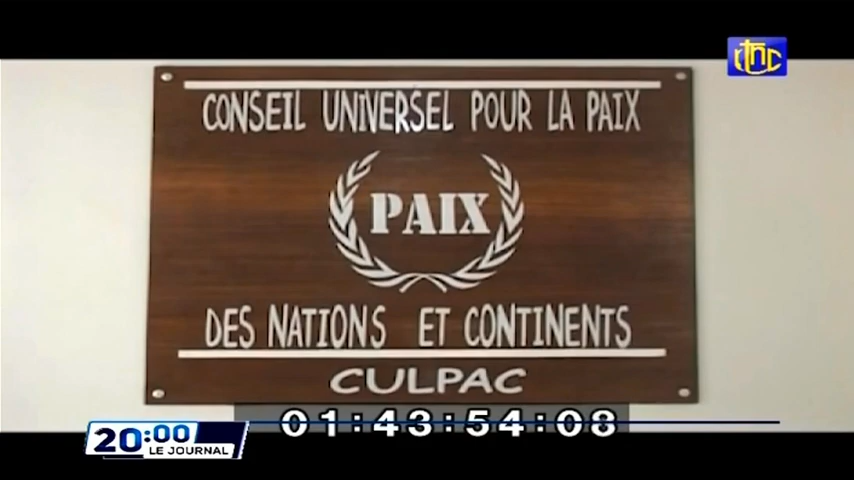 rtnc
CONSEIL UNIVERSEL POUR LA PAIX
PAIX
DES NATIONS ET CONTINENTS
CULPAC
01:43:54:08
20:00
LE JOURNAL